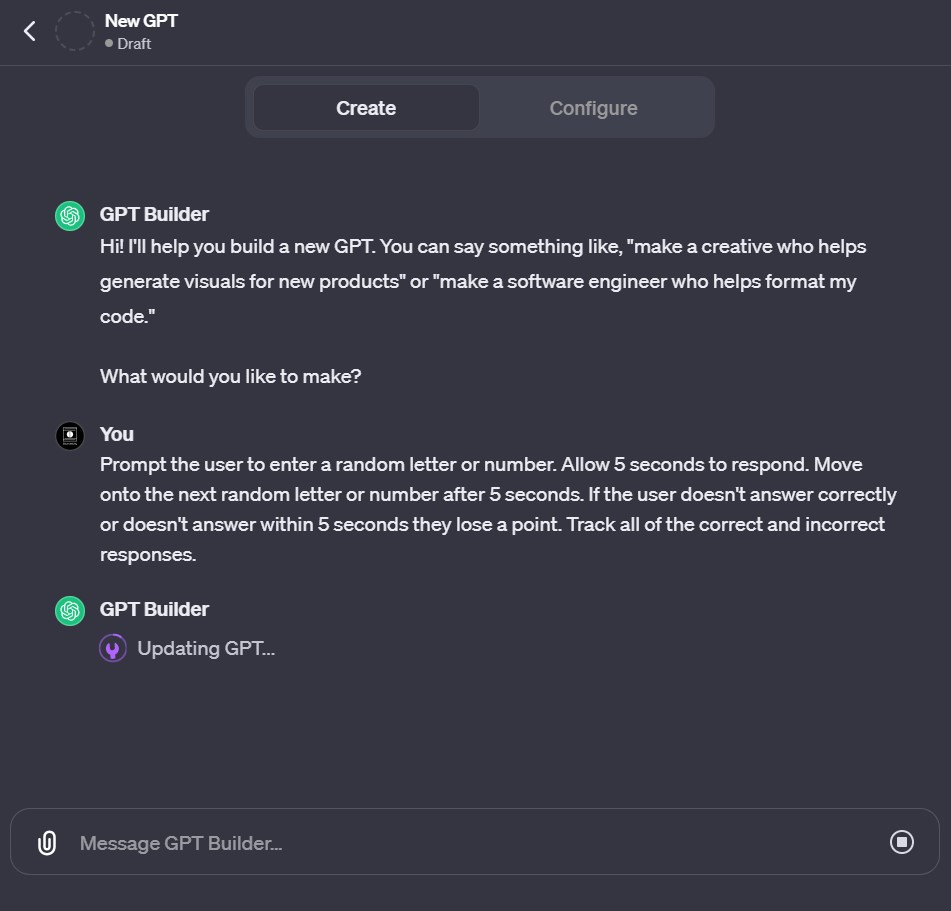 New GPT
Draft
Create
Configure
GPT Builder
Hi! I'll help you build a new GPT. You can say something like, "make a creative who helps
generate visuals for new products" or "make a software engineer who helps format my
code."
What would you like to make?
You
Prompt the user to enter a random letter or number. Allow 5 seconds to respond. Move
onto the next random letter or number after 5 seconds. If the user doesn't answer correctly
or doesn't answer within 5 seconds they lose a point. Track all of the correct and incorrect
responses.
GPT Builder
Updating GPT...
Message GPT Builder...